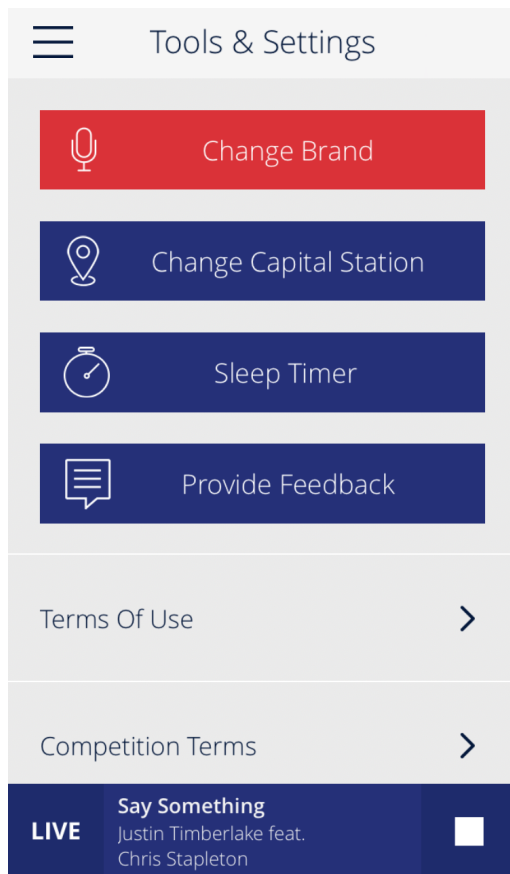 Tools & Settings
Change Brand
Change Capital Station
Sleep Timer
Provide Feedback
Terms Of Use
Competition Terms
LIVE
Say Something
Justin Timberlake feat.
Chris Stapleton